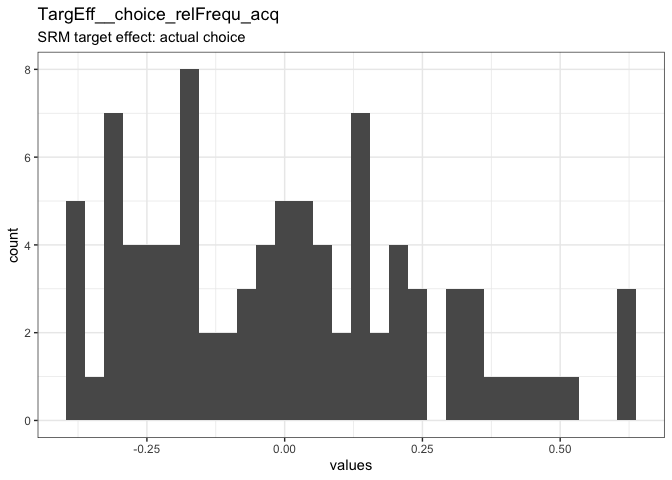 TargEff__choice_relFrequ_acq
SRM target effect: actual choice
8
6
4
2
0
count
-0.25
0.00
0.25
0.50
values